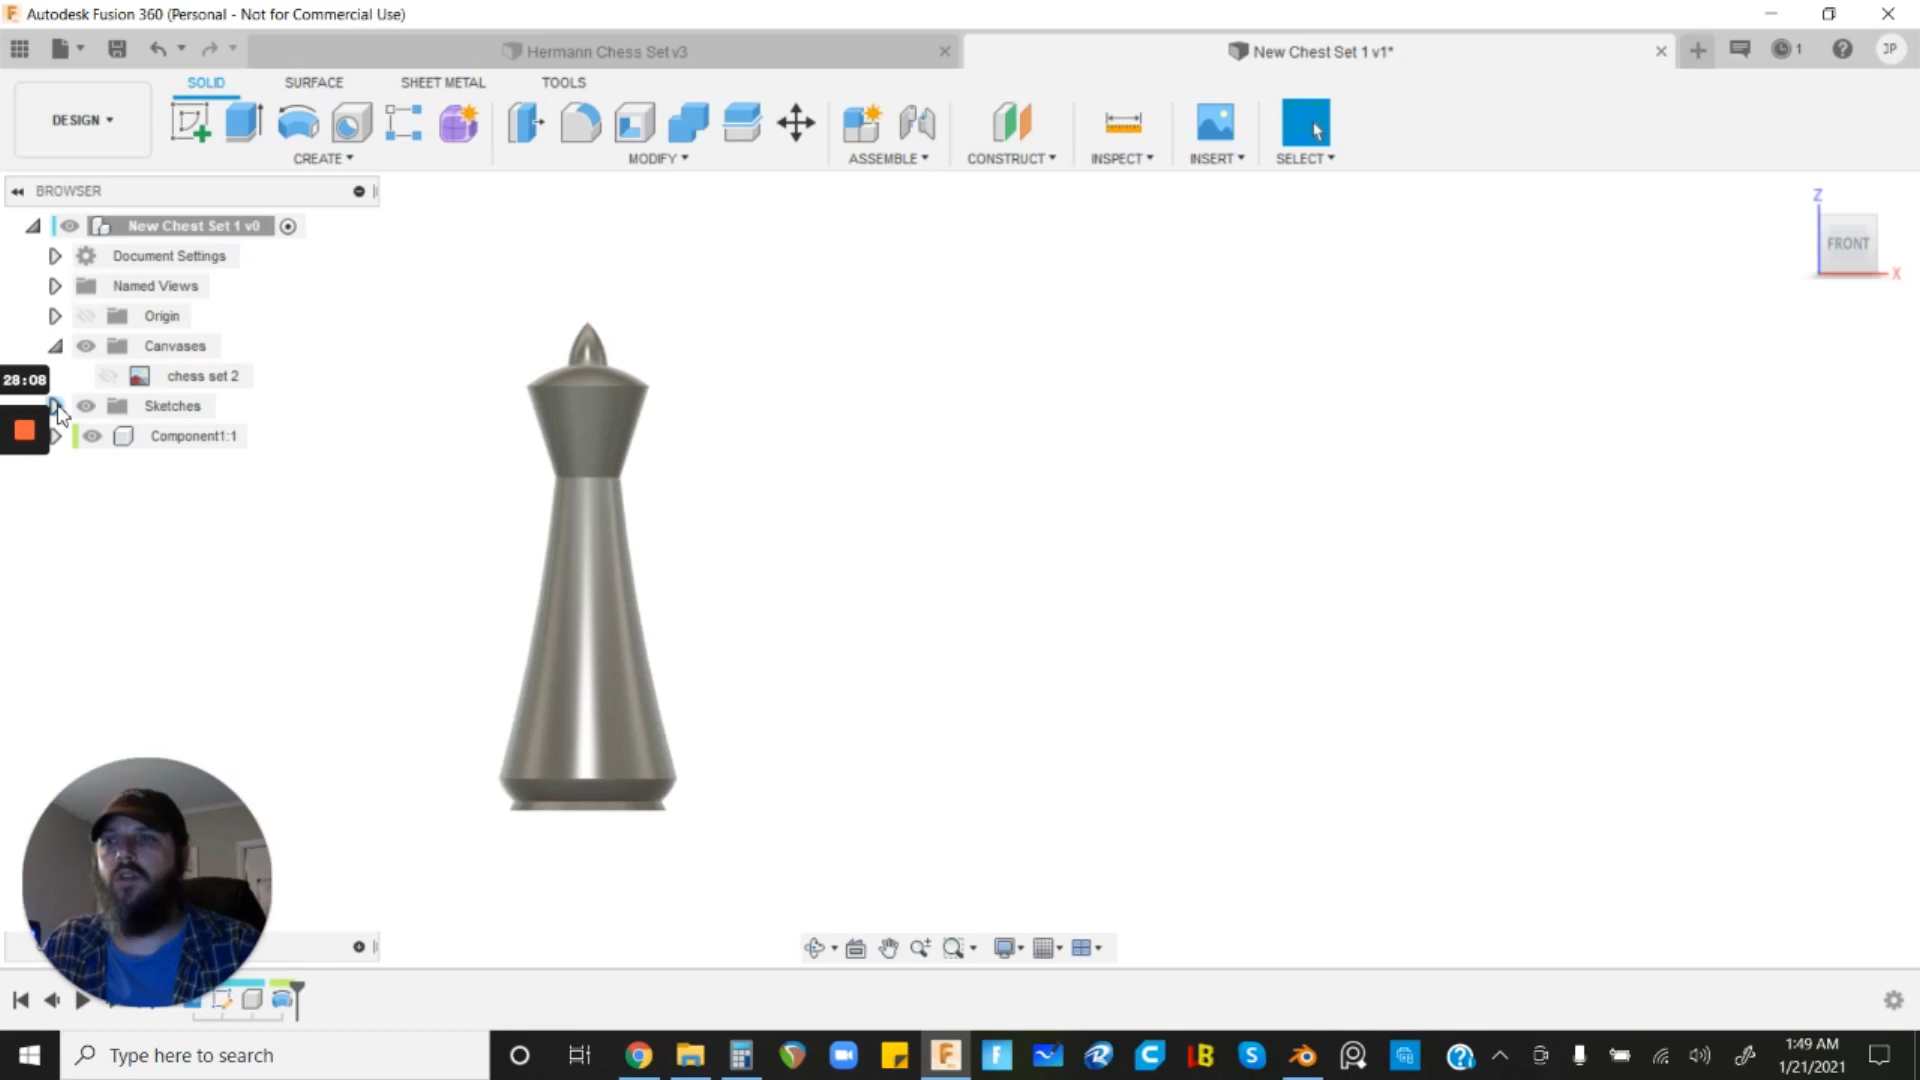 Autodesk Fusion 360 (Personal - Not for Commercial Use)
Hermann Chess Set v3
New Chest Set 1 v1*
1
JP
DESIGN
SOLID
SURFACE
SHEET METAL
TOOLS
CREATE
MODIFY
ASSEMBLE
CONSTRUCT
INSPECT
INSERT
SELECT
BROWSER
New Chest Set 1 v0
Document Settings
Named Views
Origin
Canvases
chess set 2
Sketches
Component1:1
28:08
Z
FRONT
X
Type here to search
1:49 AM
1/21/2021